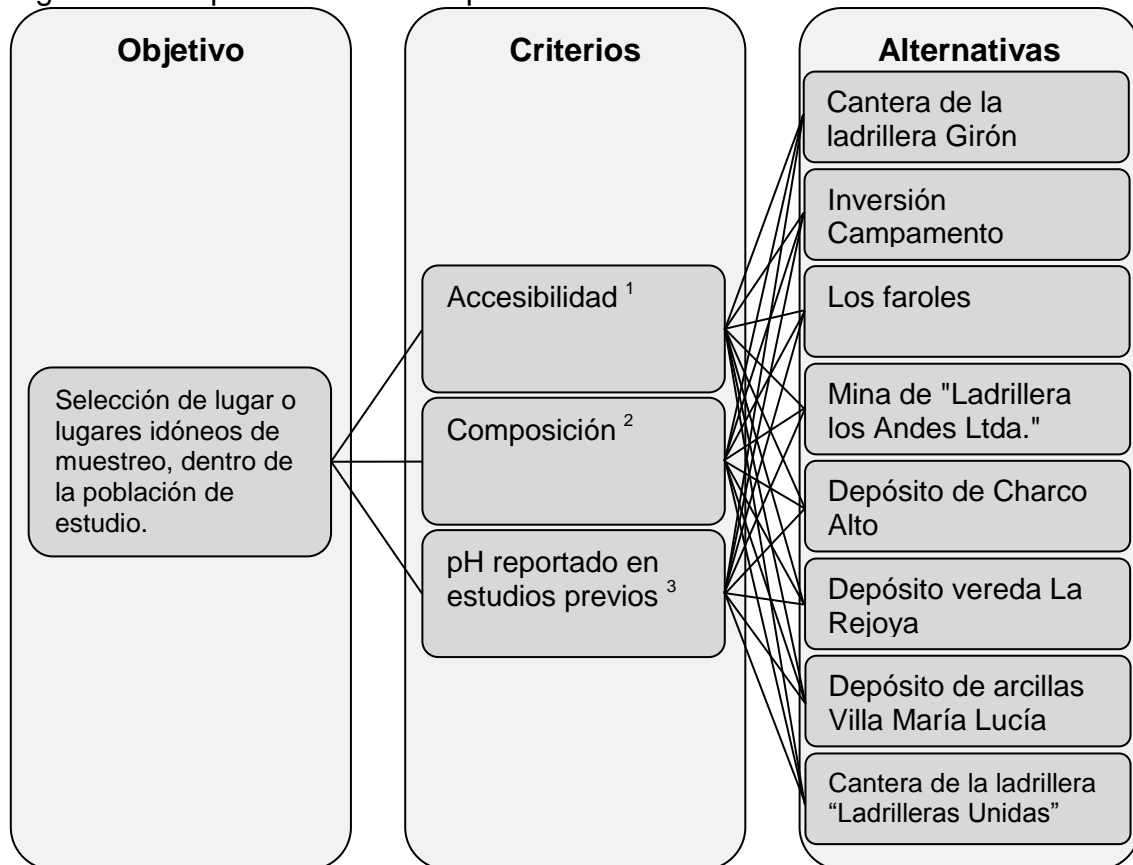 Objetivo
Selección de lugar o
lugares idóneos de
muestreo, dentro de
la población de
estudio.
Criterios
Accesibilidad 1
Composición 2
pH reportado en
estudios previos 3
Alternativas
Cantera de la
ladrillera Girón
Inversión
Campamento
Los faroles
Mina de "Ladrillera
los Andes Ltda."
Depósito de Charco
Alto
Depósito vereda La
Rejoya
Depósito de arcillas
Villa María Lucía
Cantera de la ladrillera
“Ladrilleras Unidas”